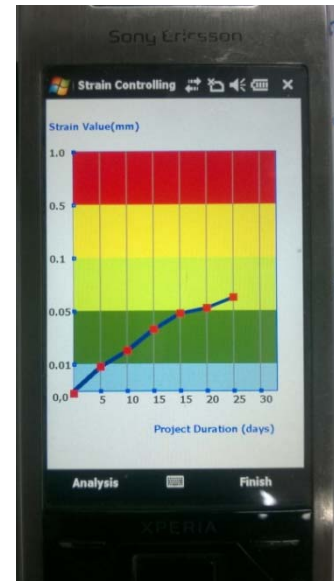 Sony Ericsson
Strain Controlling
Strain Value(mm)
1.0
0.5
0.1
0.05
0.01
0,0
5 10 15 15 20 25 30
Project Duration (days)
Analysis Finish
XPERIA